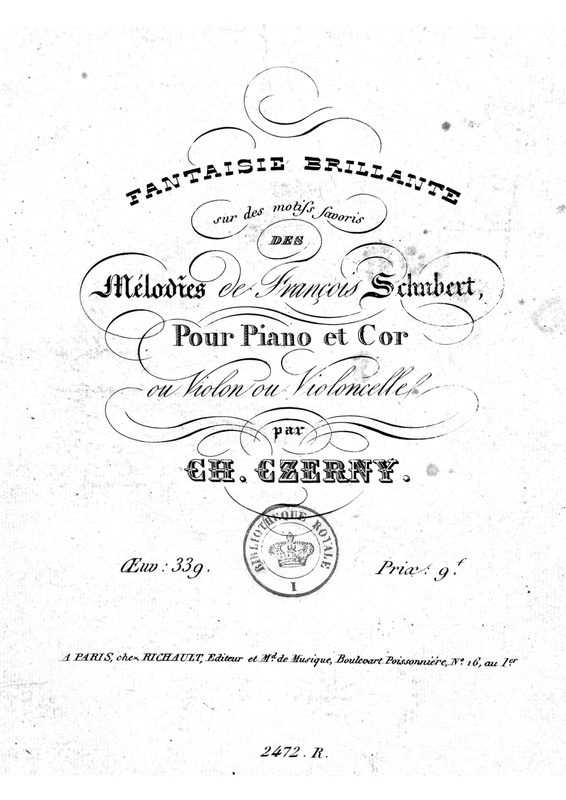 FANTAISIE BRILLANTE
sur des motifs favoris
DES
Mélodies de François Schubert,
Pour Piano et Cor
ou Violon ou Violoncelle
par
CH. CZERNY.
BIBLIOTHEQUE ROYALE
I
Œuv: 339. Prix: 9.f
A PARIS, chez RICHAULT, Editeur et Md. de Musique, Boulevart Poissonnière, No. 16, au 1er
2472. R.